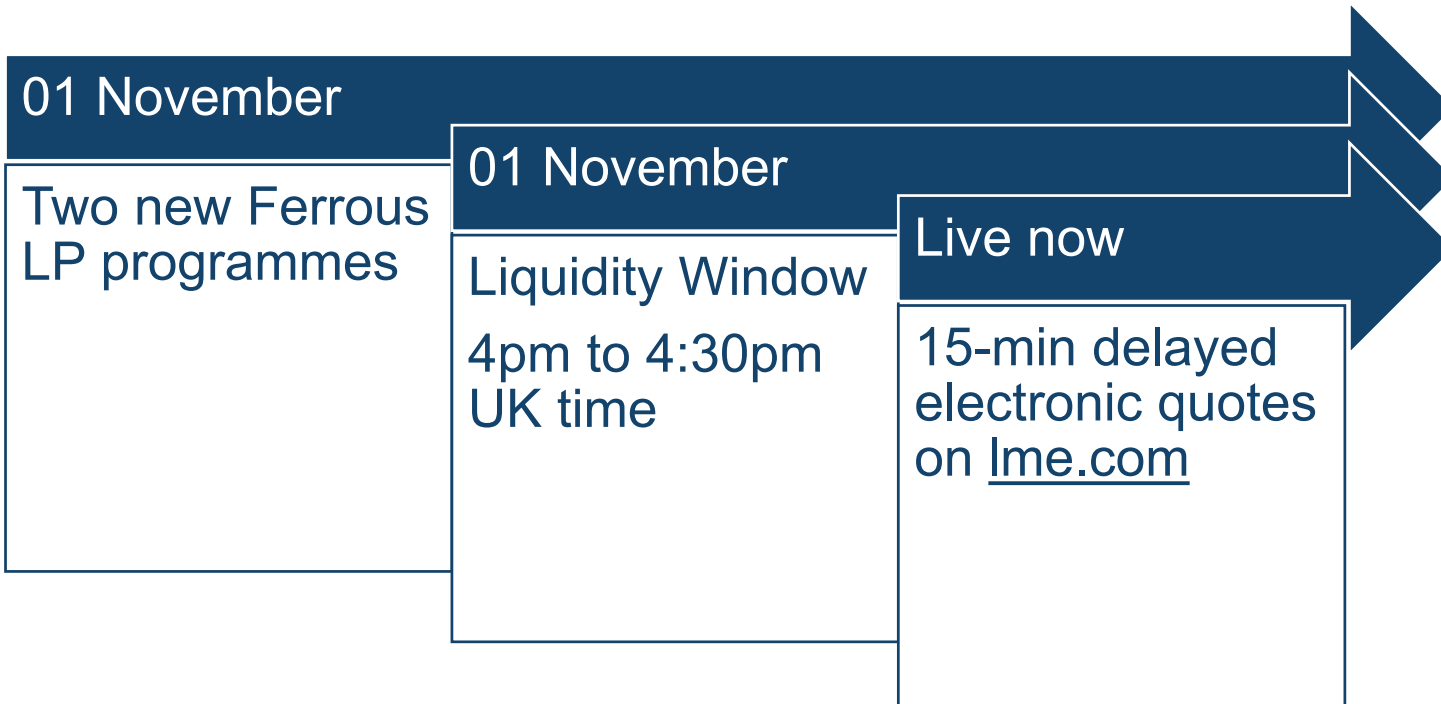 01 November
Two new Ferrous
LP programmes
01 November
Liquidity Window
4pm to 4:30pm
UK time
Live now
15-min delayed
electronic quotes
on lme.com